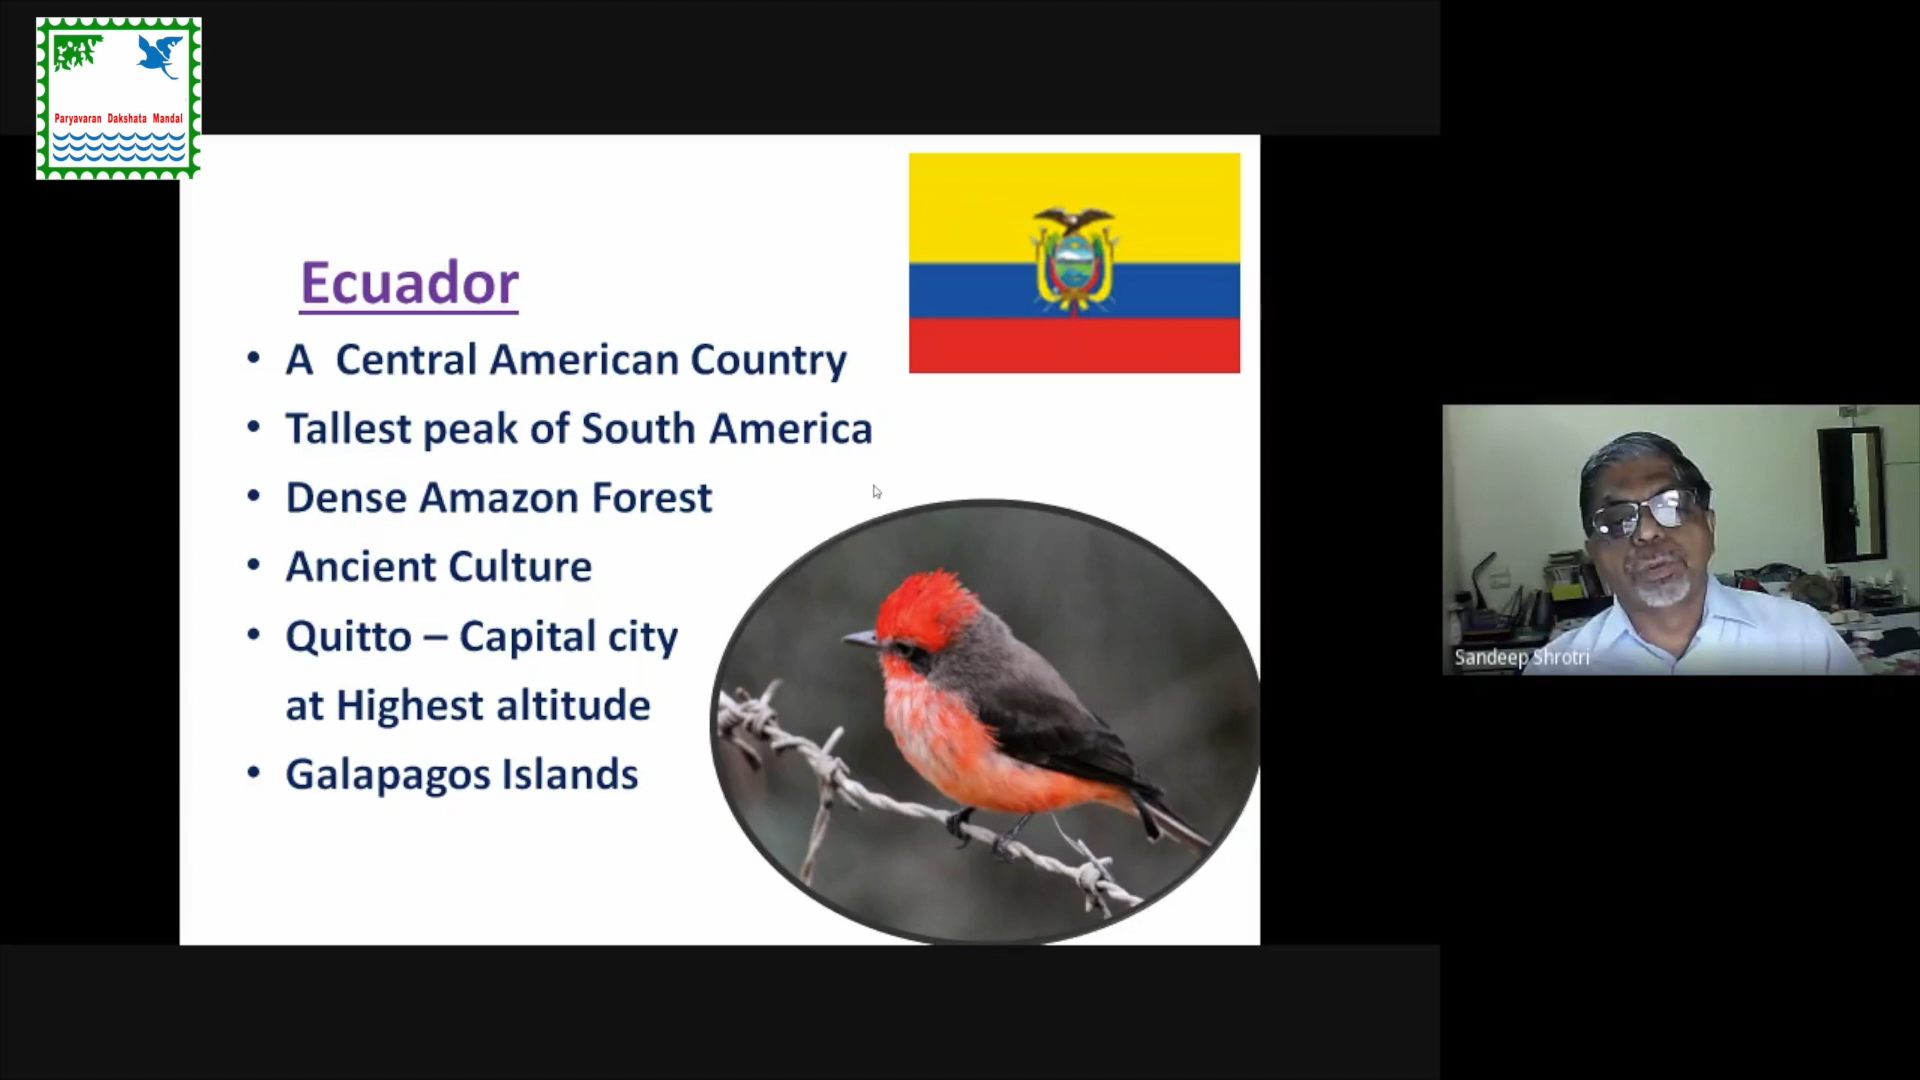 Paryavaran Dakshata Mandal
Ecuador
• A Central American Country
• Tallest peak of South America
• Dense Amazon Forest
• Ancient Culture
• Quitto – Capital city
at Highest altitude
• Galapagos Islands
Sandeep Shrotri